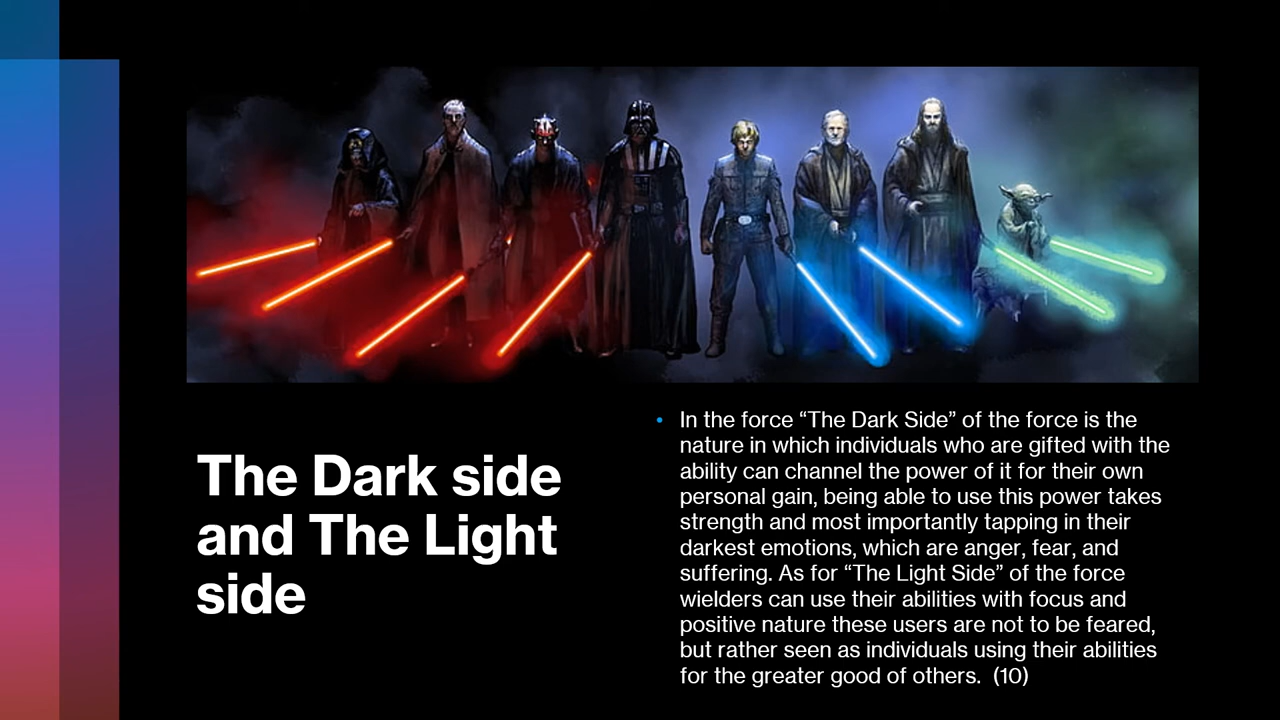 The Dark side
and The Light
side
• In the force “The Dark Side” of the force is the
nature in which individuals who are gifted with the
ability can channel the power of it for their own
personal gain, being able to use this power takes
strength and most importantly tapping in their
darkest emotions, which are anger, fear, and
suffering. As for “The Light Side” of the force
wielders can use their abilities with focus and
positive nature these users are not to be feared,
but rather seen as individuals using their abilities
for the greater good of others.  (10)